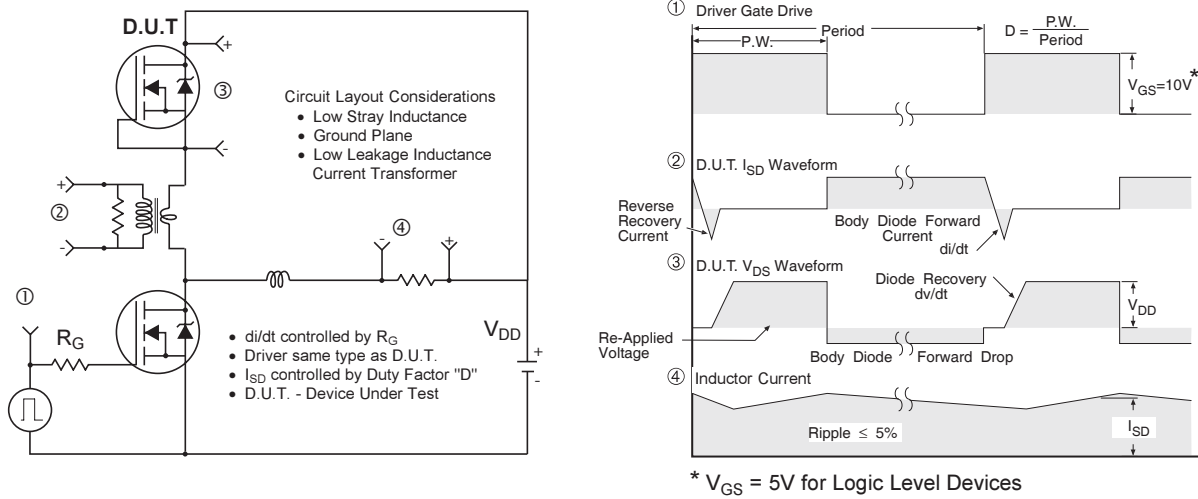 D.U.T
+
③
-
Circuit Layout Considerations
• Low Stray Inductance
• Ground Plane
• Low Leakage Inductance
Current Transformer
+
②
-
④
- +
①
R_G
V_DD
+
-
• di/dt controlled by R_G
• Driver same type as D.U.T.
• I_SD controlled by Duty Factor "D"
• D.U.T. - Device Under Test
① Driver Gate Drive
P.W.
Period
D = P.W. / Period
V_GS=10V *
② D.U.T. I_SD Waveform
Reverse
Recovery
Current
Body Diode Forward
Current
di/dt
③ D.U.T. V_DS Waveform
Diode Recovery
dv/dt
V_DD
Re-Applied
Voltage
Body Diode Forward Drop
④ Inductor Current
Ripple ≤ 5%
I_SD
* V_GS = 5V for Logic Level Devices